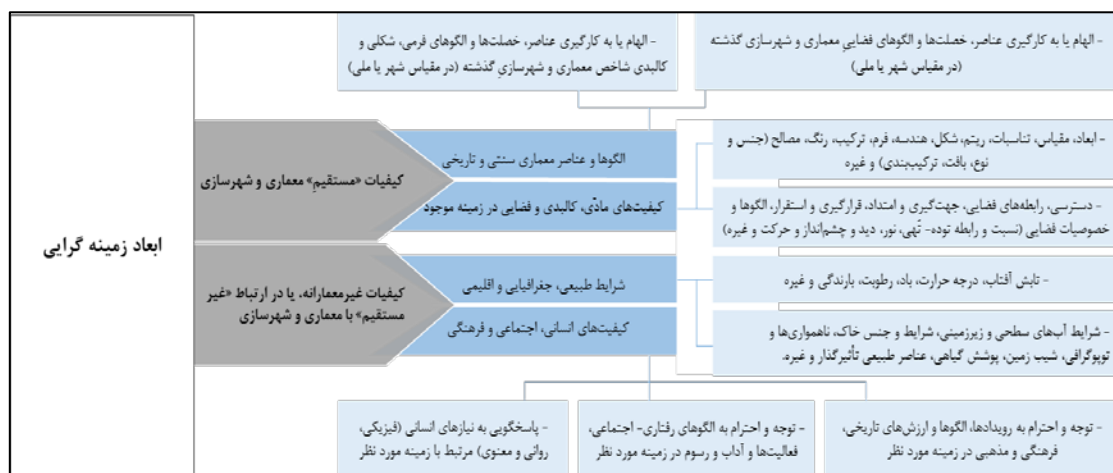 - الهام یا به کارگیری عناصر، خصلت‌ها و الگوهای فضاییِ معماری و شهرسازی گذشته
(در مقیاس شهر یا ملی)
- الهام یا به کارگیری عناصر، خصلت‌ها و الگوهای فرمی، شکلی و
کالبدی شاخص معماری و شهرسازیِ گذشته (در مقیاس شهر یا ملی)
ابعاد زمینه گرایی
کیفیات «مستقیمِ» معماری و شهرسازی
الگوها و عناصر معماری سنتی و تاریخی
کیفیت‌های مادّی، کالبدی و فضایی در زمینه موجود
- ابعاد، مقیاس، تناسبات، ریتم، شکل، هندسه، فرم، ترکیب، رنگ، مصالح (جنس و
نوع، بافت، ترکیب‌بندی) و غیره
- دسترسی، رابطه‌های فضایی، جهت‌گیری و امتداد، قرارگیری و استقرار، الگوها و
خصوصیات فضایی (نسبت و رابطه توده- تُهی، نور، دید و چشم‌انداز و حرکت و غیره)
کیفیات غیرمعمارانه، یا در ارتباط «غیر
مستقیم» با معماری و شهرسازی
شرایط طبیعی، جغرافیایی و اقلیمی
کیفیت‌های انسانی، اجتماعی و فرهنگی
- تابش آفتاب، درجه حرارت، باد، رطوبت، بارندگی و غیره
- شرایط آب‌های سطحی و زیرزمینی، شرایط و جنس خاک، ناهمواری‌ها و
توپوگرافی، شیب زمین، پوشش گیاهی، عناصر طبیعی تأثیرگذار و غیره.
- توجه و احترام به رویدادها، الگوها و ارزش‌های تاریخی،
فرهنگی و مذهبی در زمینه مورد نظر
- توجه و احترام به الگوهای رفتاری- اجتماعی،
فعالیت‌ها و آداب و رسوم در زمینه مورد نظر
- پاسخگویی به نیازهای انسانی (فیزیکی،
روانی و معنوی) مرتبط با زمینه مورد نظر